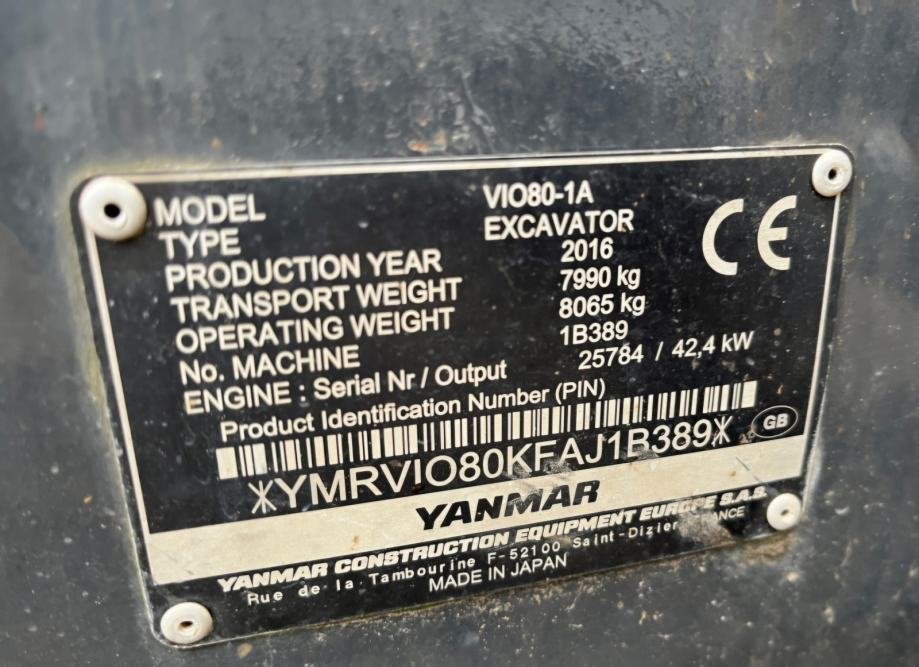 MODEL VIO80-1A
TYPE EXCAVATOR
PRODUCTION YEAR 2016
TRANSPORT WEIGHT 7990 kg
OPERATING WEIGHT 8065 kg
No. MACHINE 1B389
ENGINE : Serial Nr / Output 25784 / 42,4 kW
CE
Product Identification Number (PIN)
*YMRVIO80KFAJ1B389*
GB
YANMAR
YANMAR CONSTRUCTION EQUIPMENT EUROPE S.A.S.
Rue de la Tambourine F-52100 Saint-Dizier FRANCE
MADE IN JAPAN